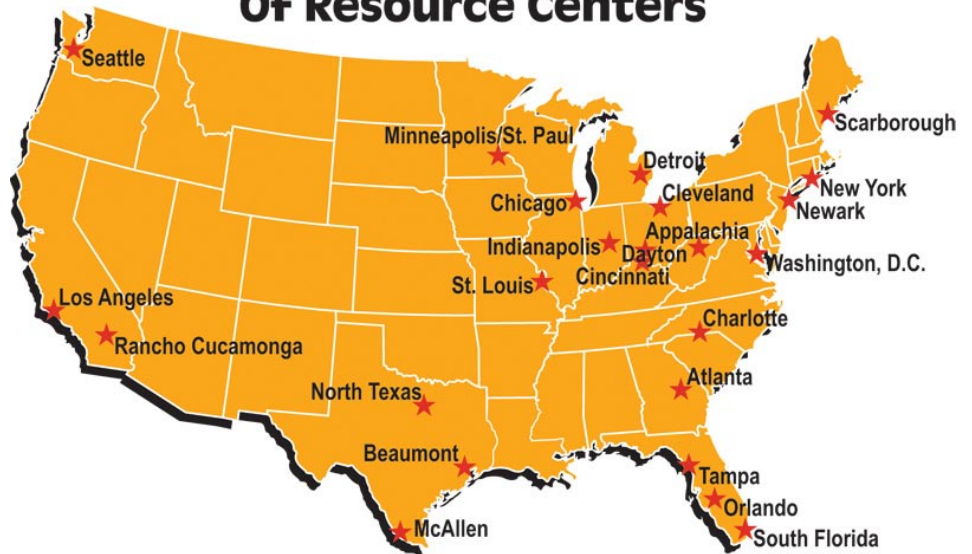 Of Resource Centers
Seattle
Scarborough
Minneapolis/St. Paul
Detroit
New York
Cleveland
Chicago
Newark
Appalachia
Indianapolis
Dayton
Washington, D.C.
Cincinnati
St. Louis
Los Angeles
Charlotte
Rancho Cucamonga
Atlanta
North Texas
Beaumont
Tampa
Orlando
McAllen
South Florida